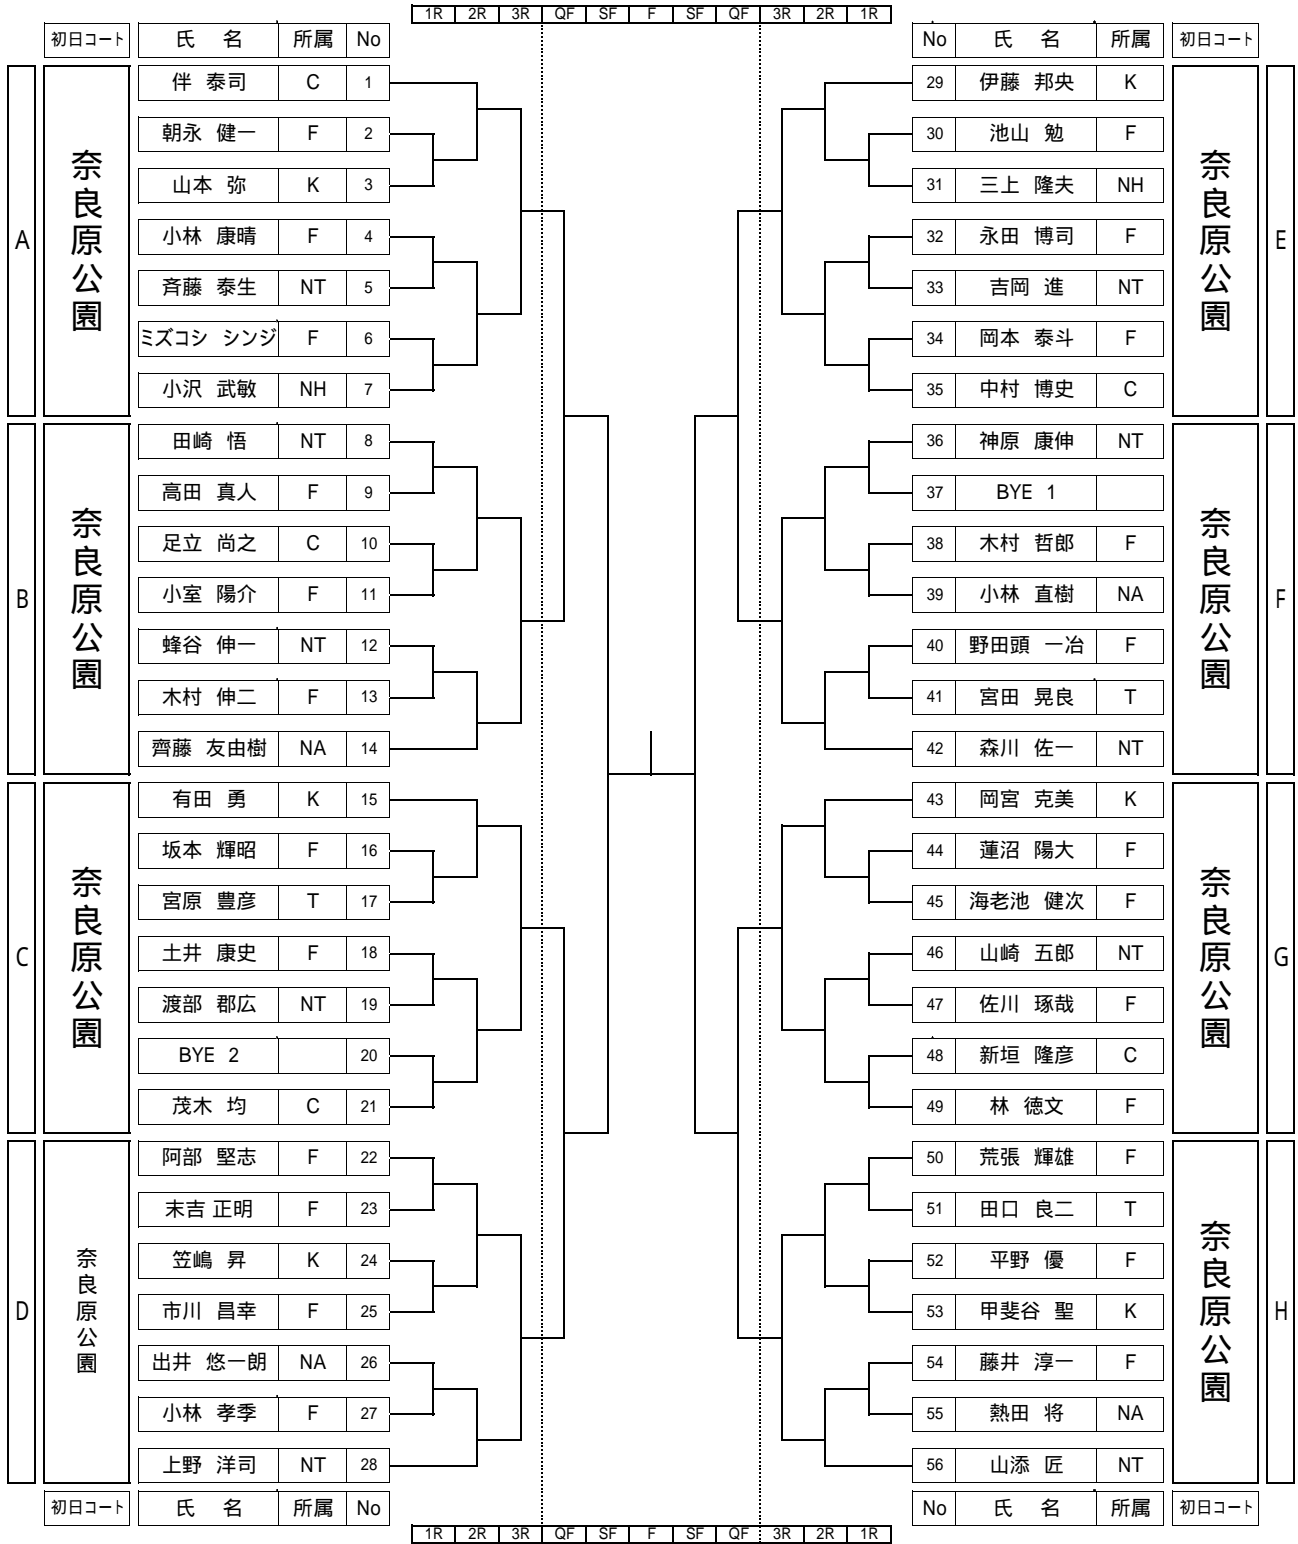 1R 2R 3R QF SF F SF QF 3R 2R 1R
初日コート 氏 名 所属 No
No 氏 名 所属 初日コート
A
奈良原公園
伴 泰司 C 1
朝永 健一 F 2
山本 弥 K 3
小林 康晴 F 4
斉藤 泰生 NT 5
ミズコシ シンジ F 6
小沢 武敏 NH 7
B
奈良原公園
田崎 悟 NT 8
高田 真人 F 9
足立 尚之 C 10
小室 陽介 F 11
蜂谷 伸一 NT 12
木村 伸二 F 13
齊藤 友由樹 NA 14
C
奈良原公園
有田 勇 K 15
坂本 輝昭 F 16
宮原 豊彦 T 17
土井 康史 F 18
渡部 郡広 NT 19
BYE 2 20
茂木 均 C 21
D
奈良原公園
阿部 堅志 F 22
末吉 正明 F 23
笠嶋 昇 K 24
市川 昌幸 F 25
出井 悠一朗 NA 26
小林 孝季 F 27
上野 洋司 NT 28
初日コート 氏 名 所属 No
29 伊藤 邦央 K
30 池山 勉 F
31 三上 隆夫 NH
32 永田 博司 F
33 吉岡 進 NT
34 岡本 泰斗 F
35 中村 博史 C
奈良原公園
E
36 神原 康伸 NT
37 BYE 1
38 木村 哲郎 F
39 小林 直樹 NA
40 野田頭 一冶 F
41 宮田 晃良 T
42 森川 佐一 NT
奈良原公園
F
43 岡宮 克美 K
44 蓮沼 陽大 F
45 海老池 健次 F
46 山崎 五郎 NT
47 佐川 琢哉 F
48 新垣 隆彦 C
49 林 徳文 F
奈良原公園
G
50 荒張 輝雄 F
51 田口 良二 T
52 平野 優 F
53 甲斐谷 聖 K
54 藤井 淳一 F
55 熱田 将 NA
56 山添 匠 NT
奈良原公園
H
No 氏 名 所属 初日コート
1R 2R 3R QF SF F SF QF 3R 2R 1R